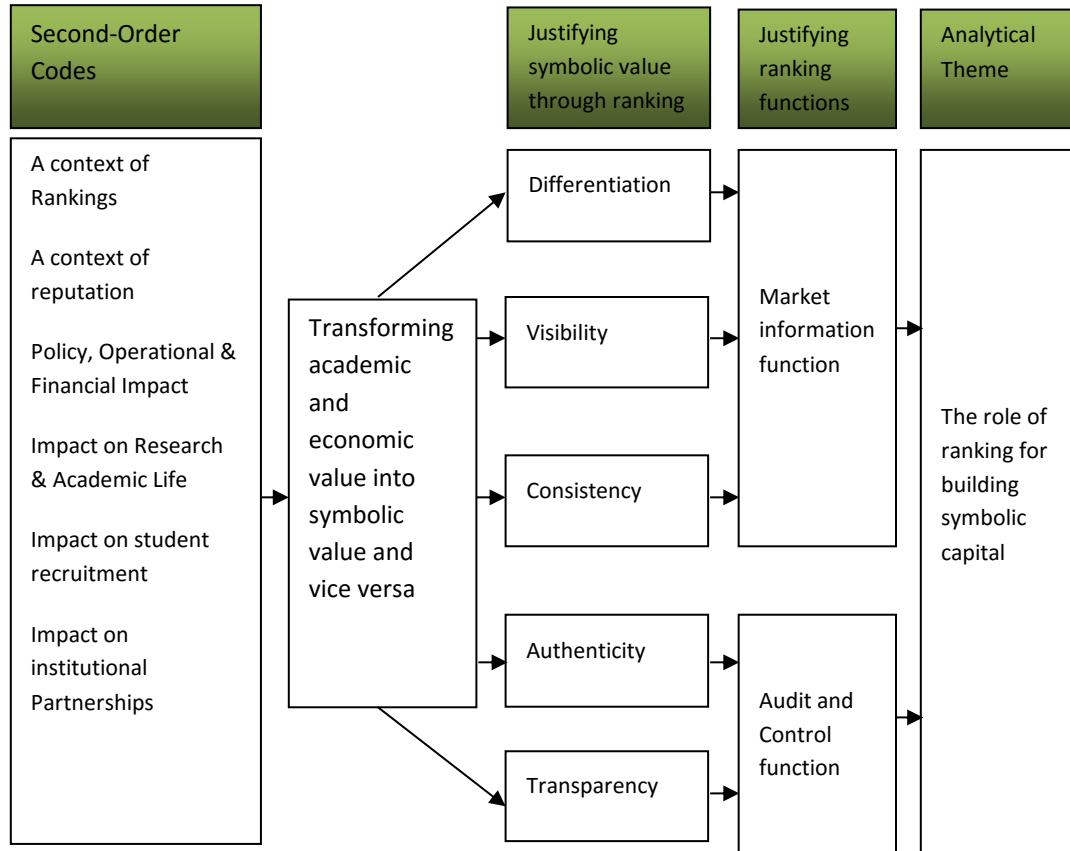 Second-Order
Codes
Justifying
symbolic value
through ranking
Justifying
ranking
functions
Analytical
Theme
A context of
Rankings
A context of
reputation
Policy, Operational &
Financial Impact
Impact on Research
& Academic Life
Impact on student
recruitment
Impact on
institutional
Partnerships
Transforming
academic
and
economic
value into
symbolic
value and
vice versa
Differentiation
Visibility
Consistency
Authenticity
Transparency
Market
information
function
Audit and
Control
function
The role of
ranking for
building
symbolic
capital